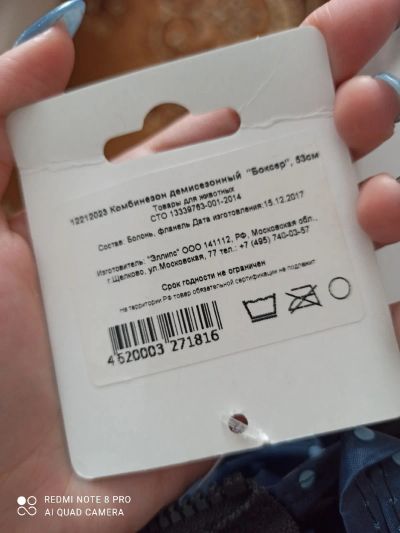 12212023 Комбинезон демисезонный "Боксер", 53см
Товары для животных
СТО 13339763-001-2014
Состав: Болонь, фланель Дата изготовления:15.12.2017
Изготовитель: "Эллипс" ООО 141112, РФ, Московская обл.,
г.Щелково, ул.Московская, 77 тел.: +7 (495) 740-03-57
Срок годности не ограничен
На территории РФ товар обязательной сертификации не подлежит
4 620003 271816
REDMI NOTE 8 PRO
AI QUAD CAMERA